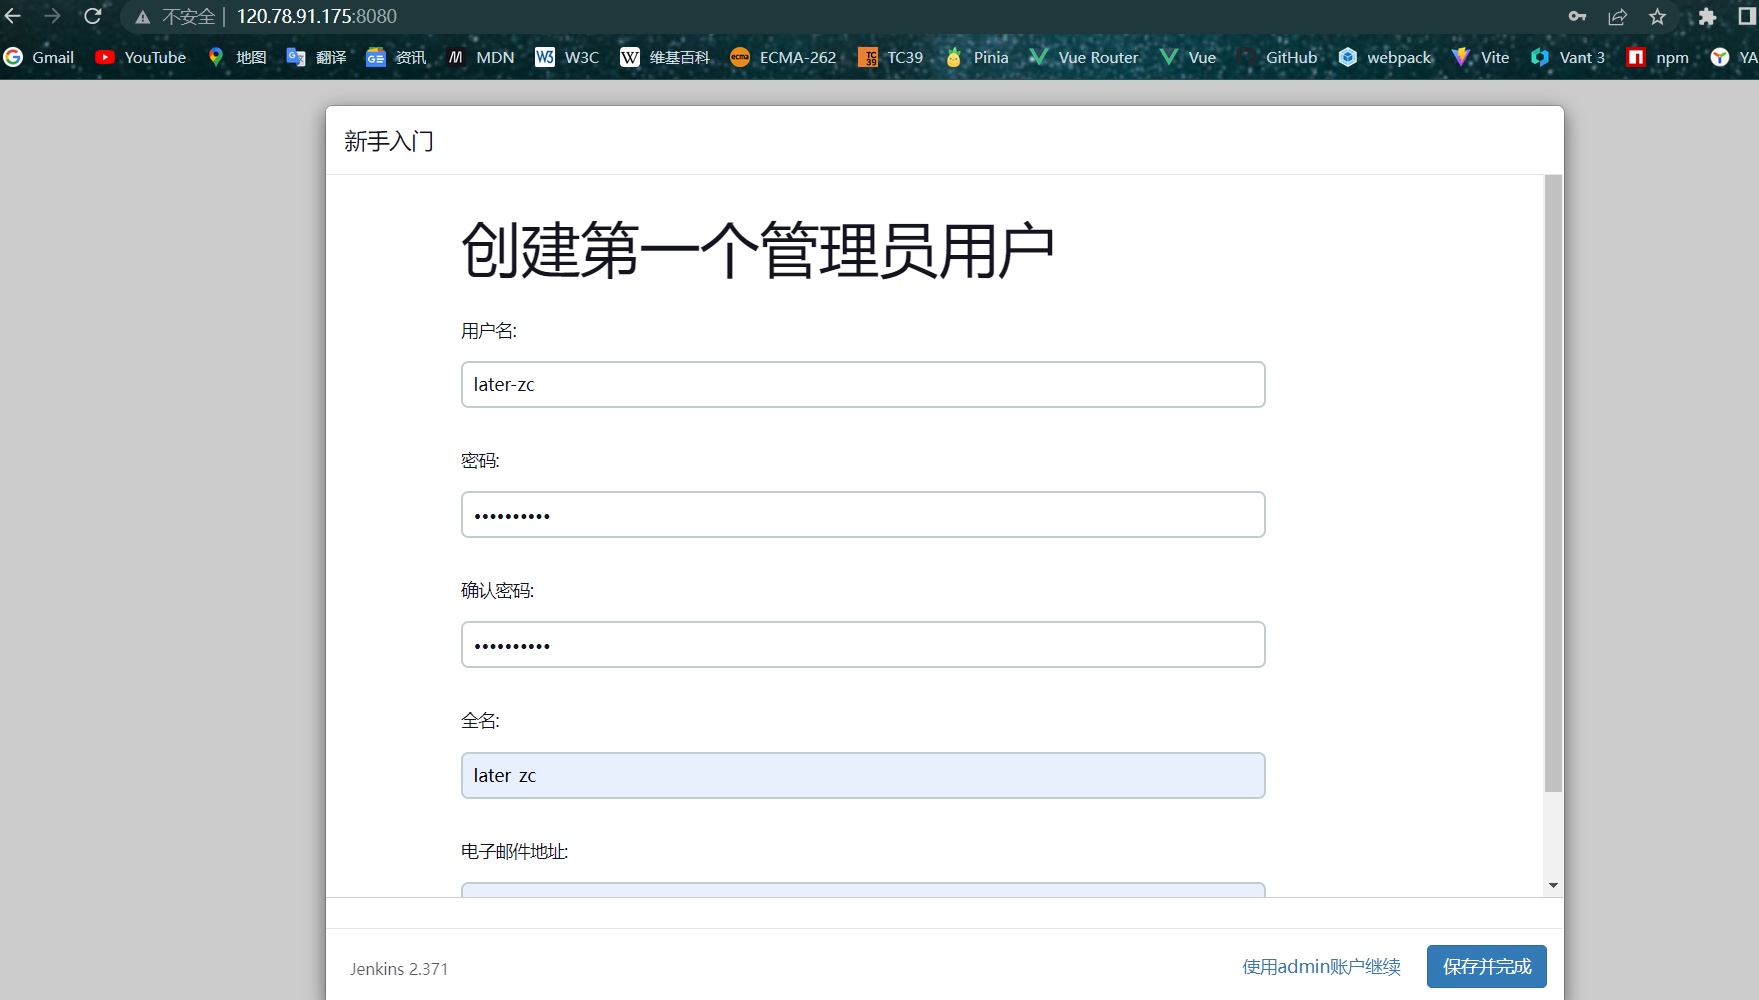 不安全 120.78.91.175:8080
Gmail YouTube 地图 翻译 资讯 MDN W3C 维基百科 ECMA-262 TC39 Pinia Vue Router Vue GitHub webpack Vite Vant 3 npm YA
新手入门
创建第一个管理员用户
用户名:
later-zc
密码:
••••••••••
确认密码:
••••••••••
全名:
later zc
电子邮件地址:
Jenkins 2.371 使用admin账户继续 保存并完成